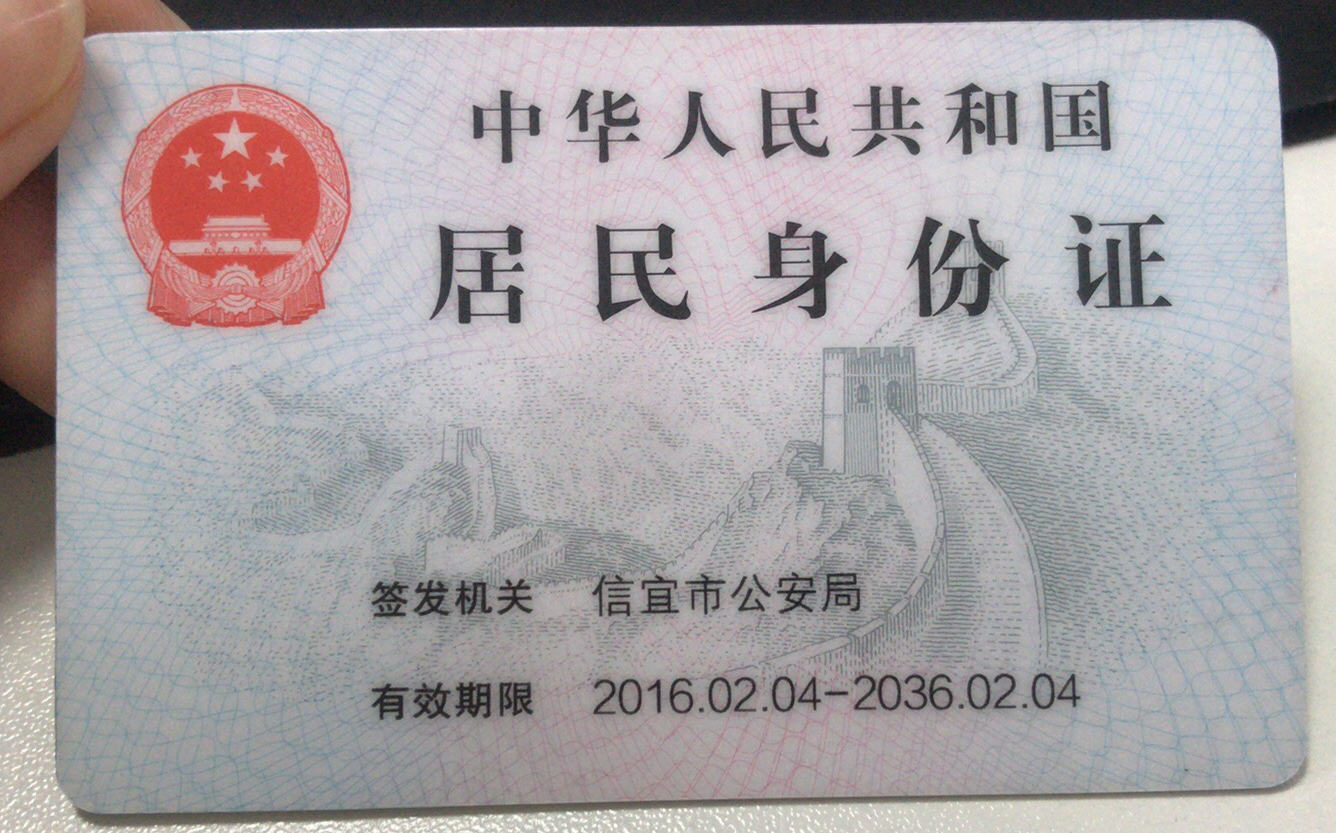 中华人民共和国
居民身份证
签发机关 信宜市公安局
有效期限 2016.02.04-2036.02.04